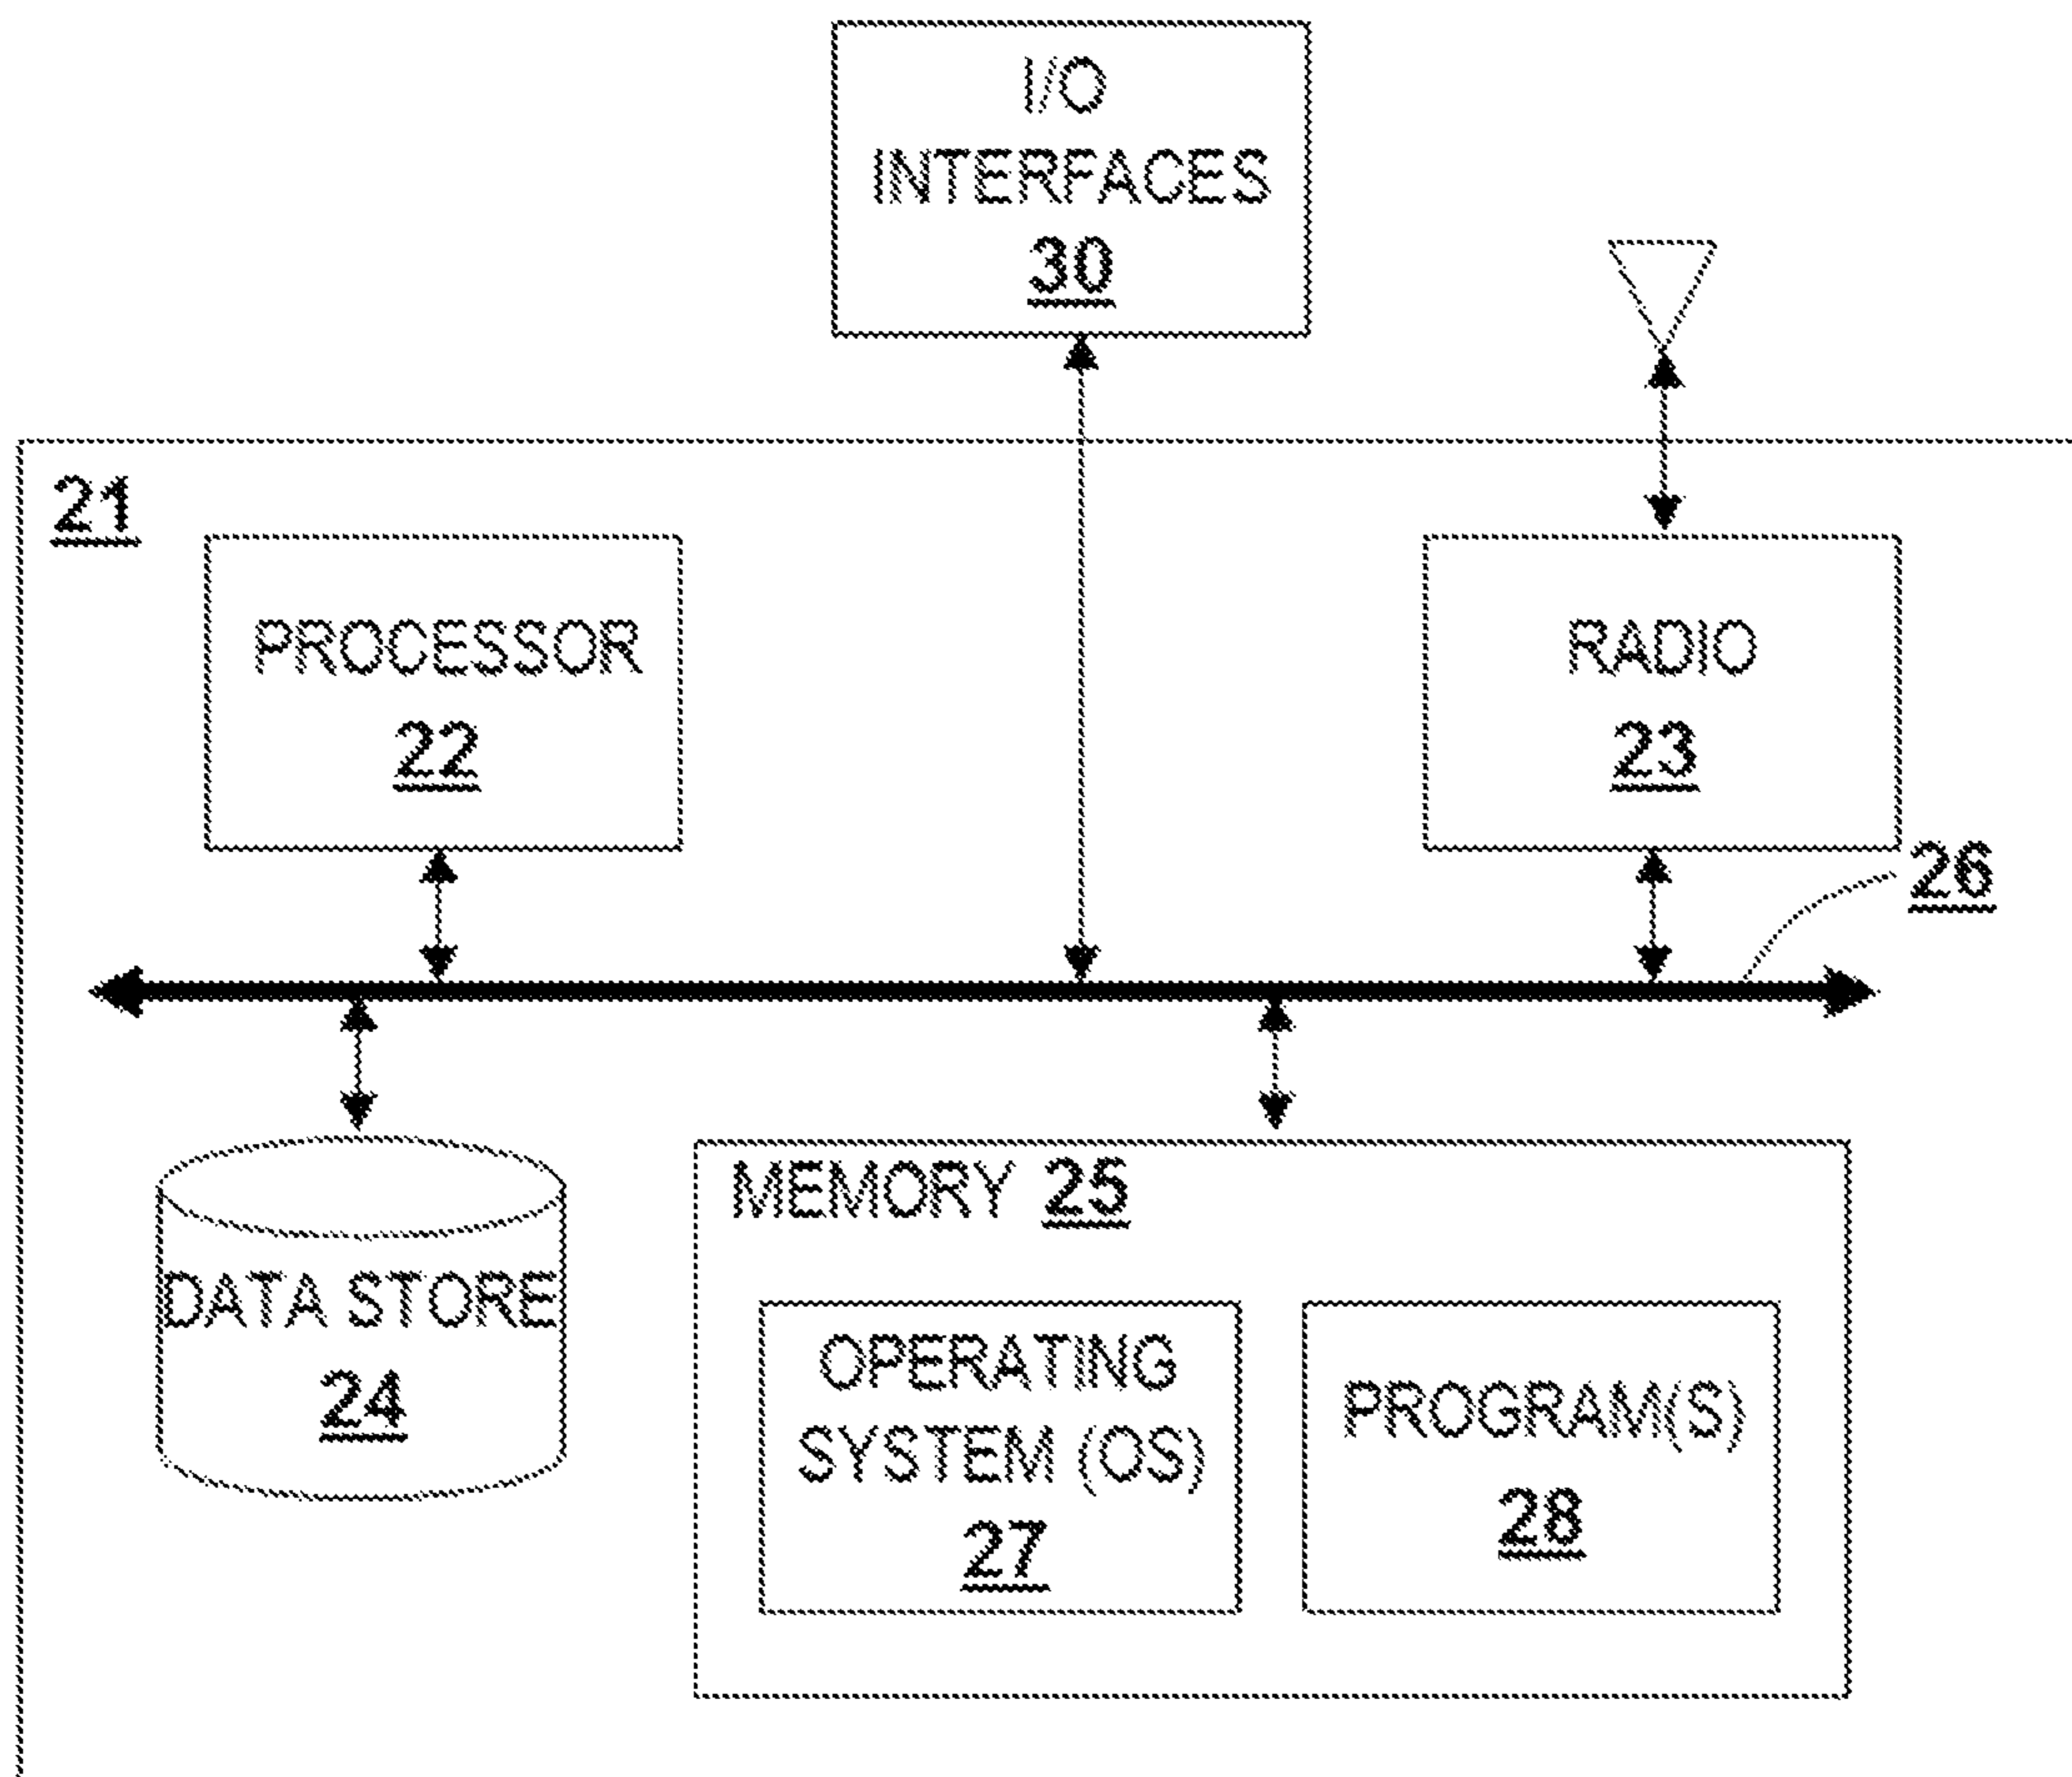 I/O
INTERFACES
30
21
PROCESSOR
22
RADIO
23
26
DATA STORE
24
MEMORY 25
OPERATING
SYSTEM (OS)
27
PROGRAM(S)
28